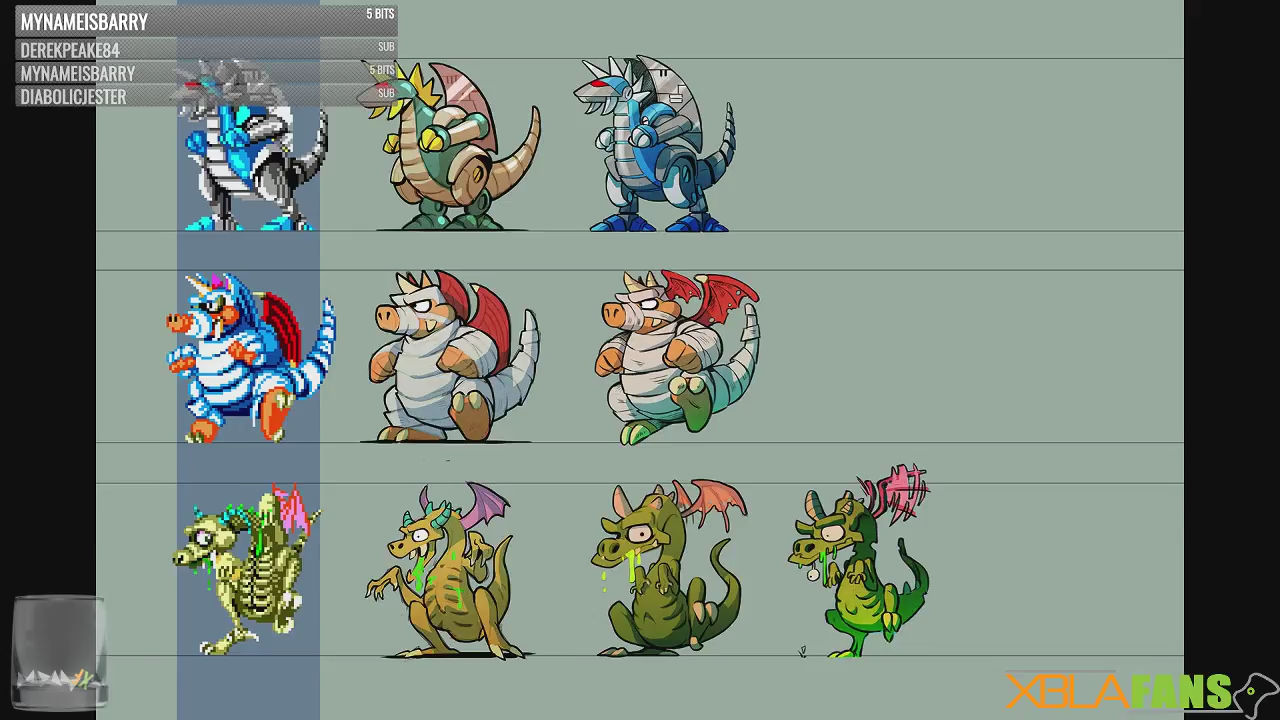 MYNAMEISBARRY 5 BITS
DEREKPEAKE84 SUB
MYNAMEISBARRY 5 BITS
DIABOLICJESTER SUB
XBLAFANS